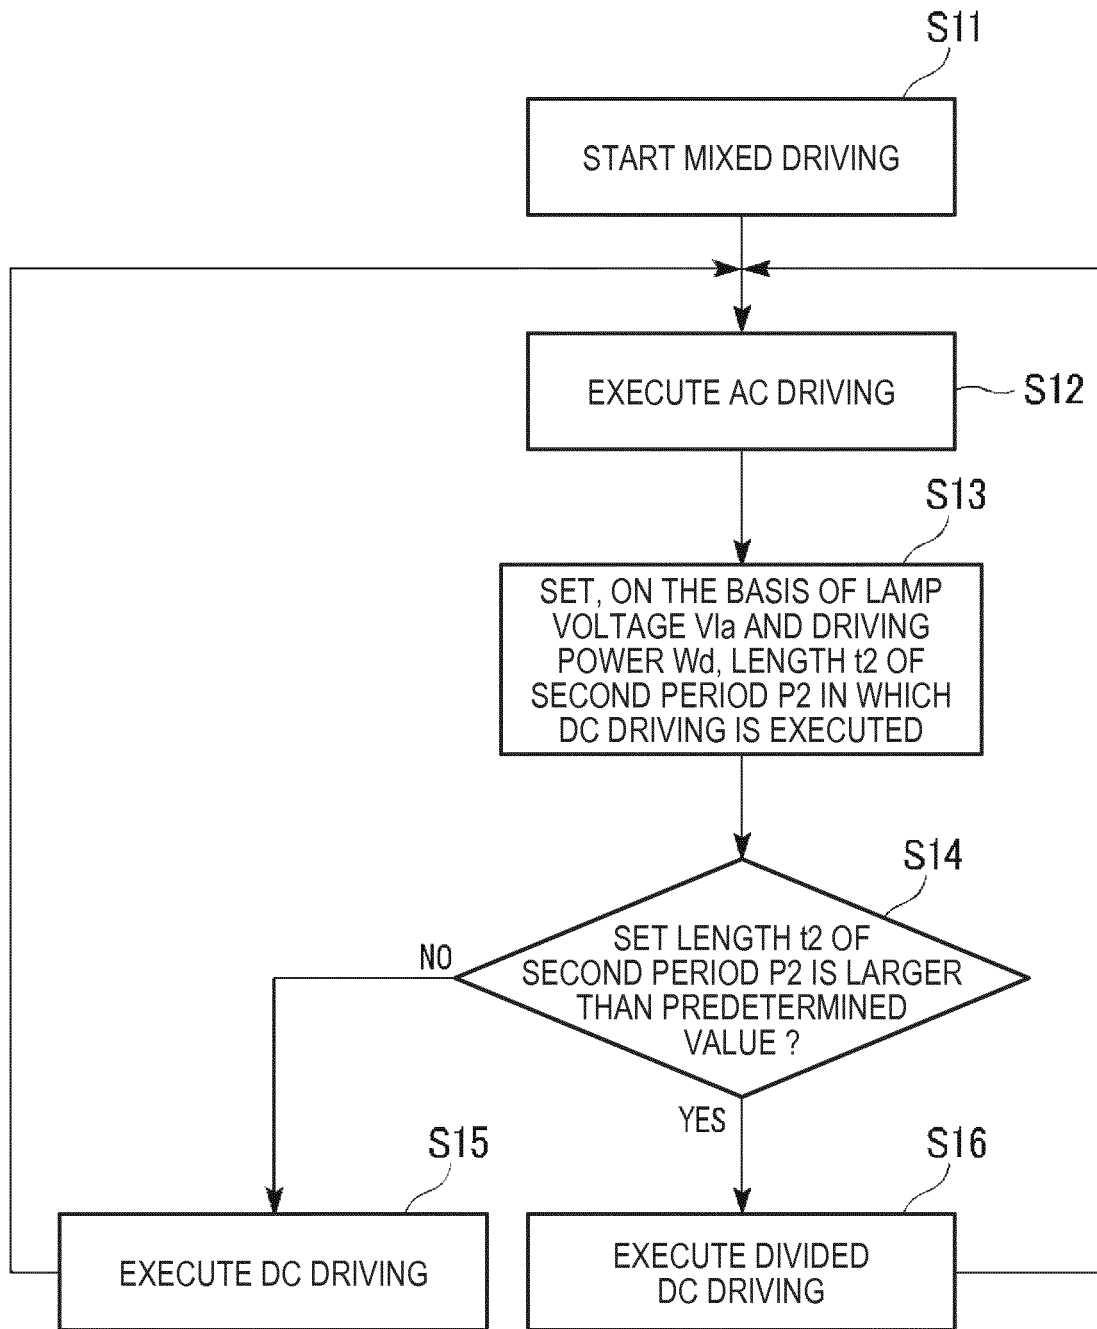 S11
START MIXED DRIVING
EXECUTE AC DRIVING
S12
S13
SET, ON THE BASIS OF LAMP
VOLTAGE Vla AND DRIVING
POWER Wd, LENGTH t2 OF
SECOND PERIOD P2 IN WHICH
DC DRIVING IS EXECUTED
S14
SET LENGTH t2 OF
SECOND PERIOD P2 IS LARGER
THAN PREDETERMINED
VALUE ?
NO
YES
S15
EXECUTE DC DRIVING
S16
EXECUTE DIVIDED
DC DRIVING